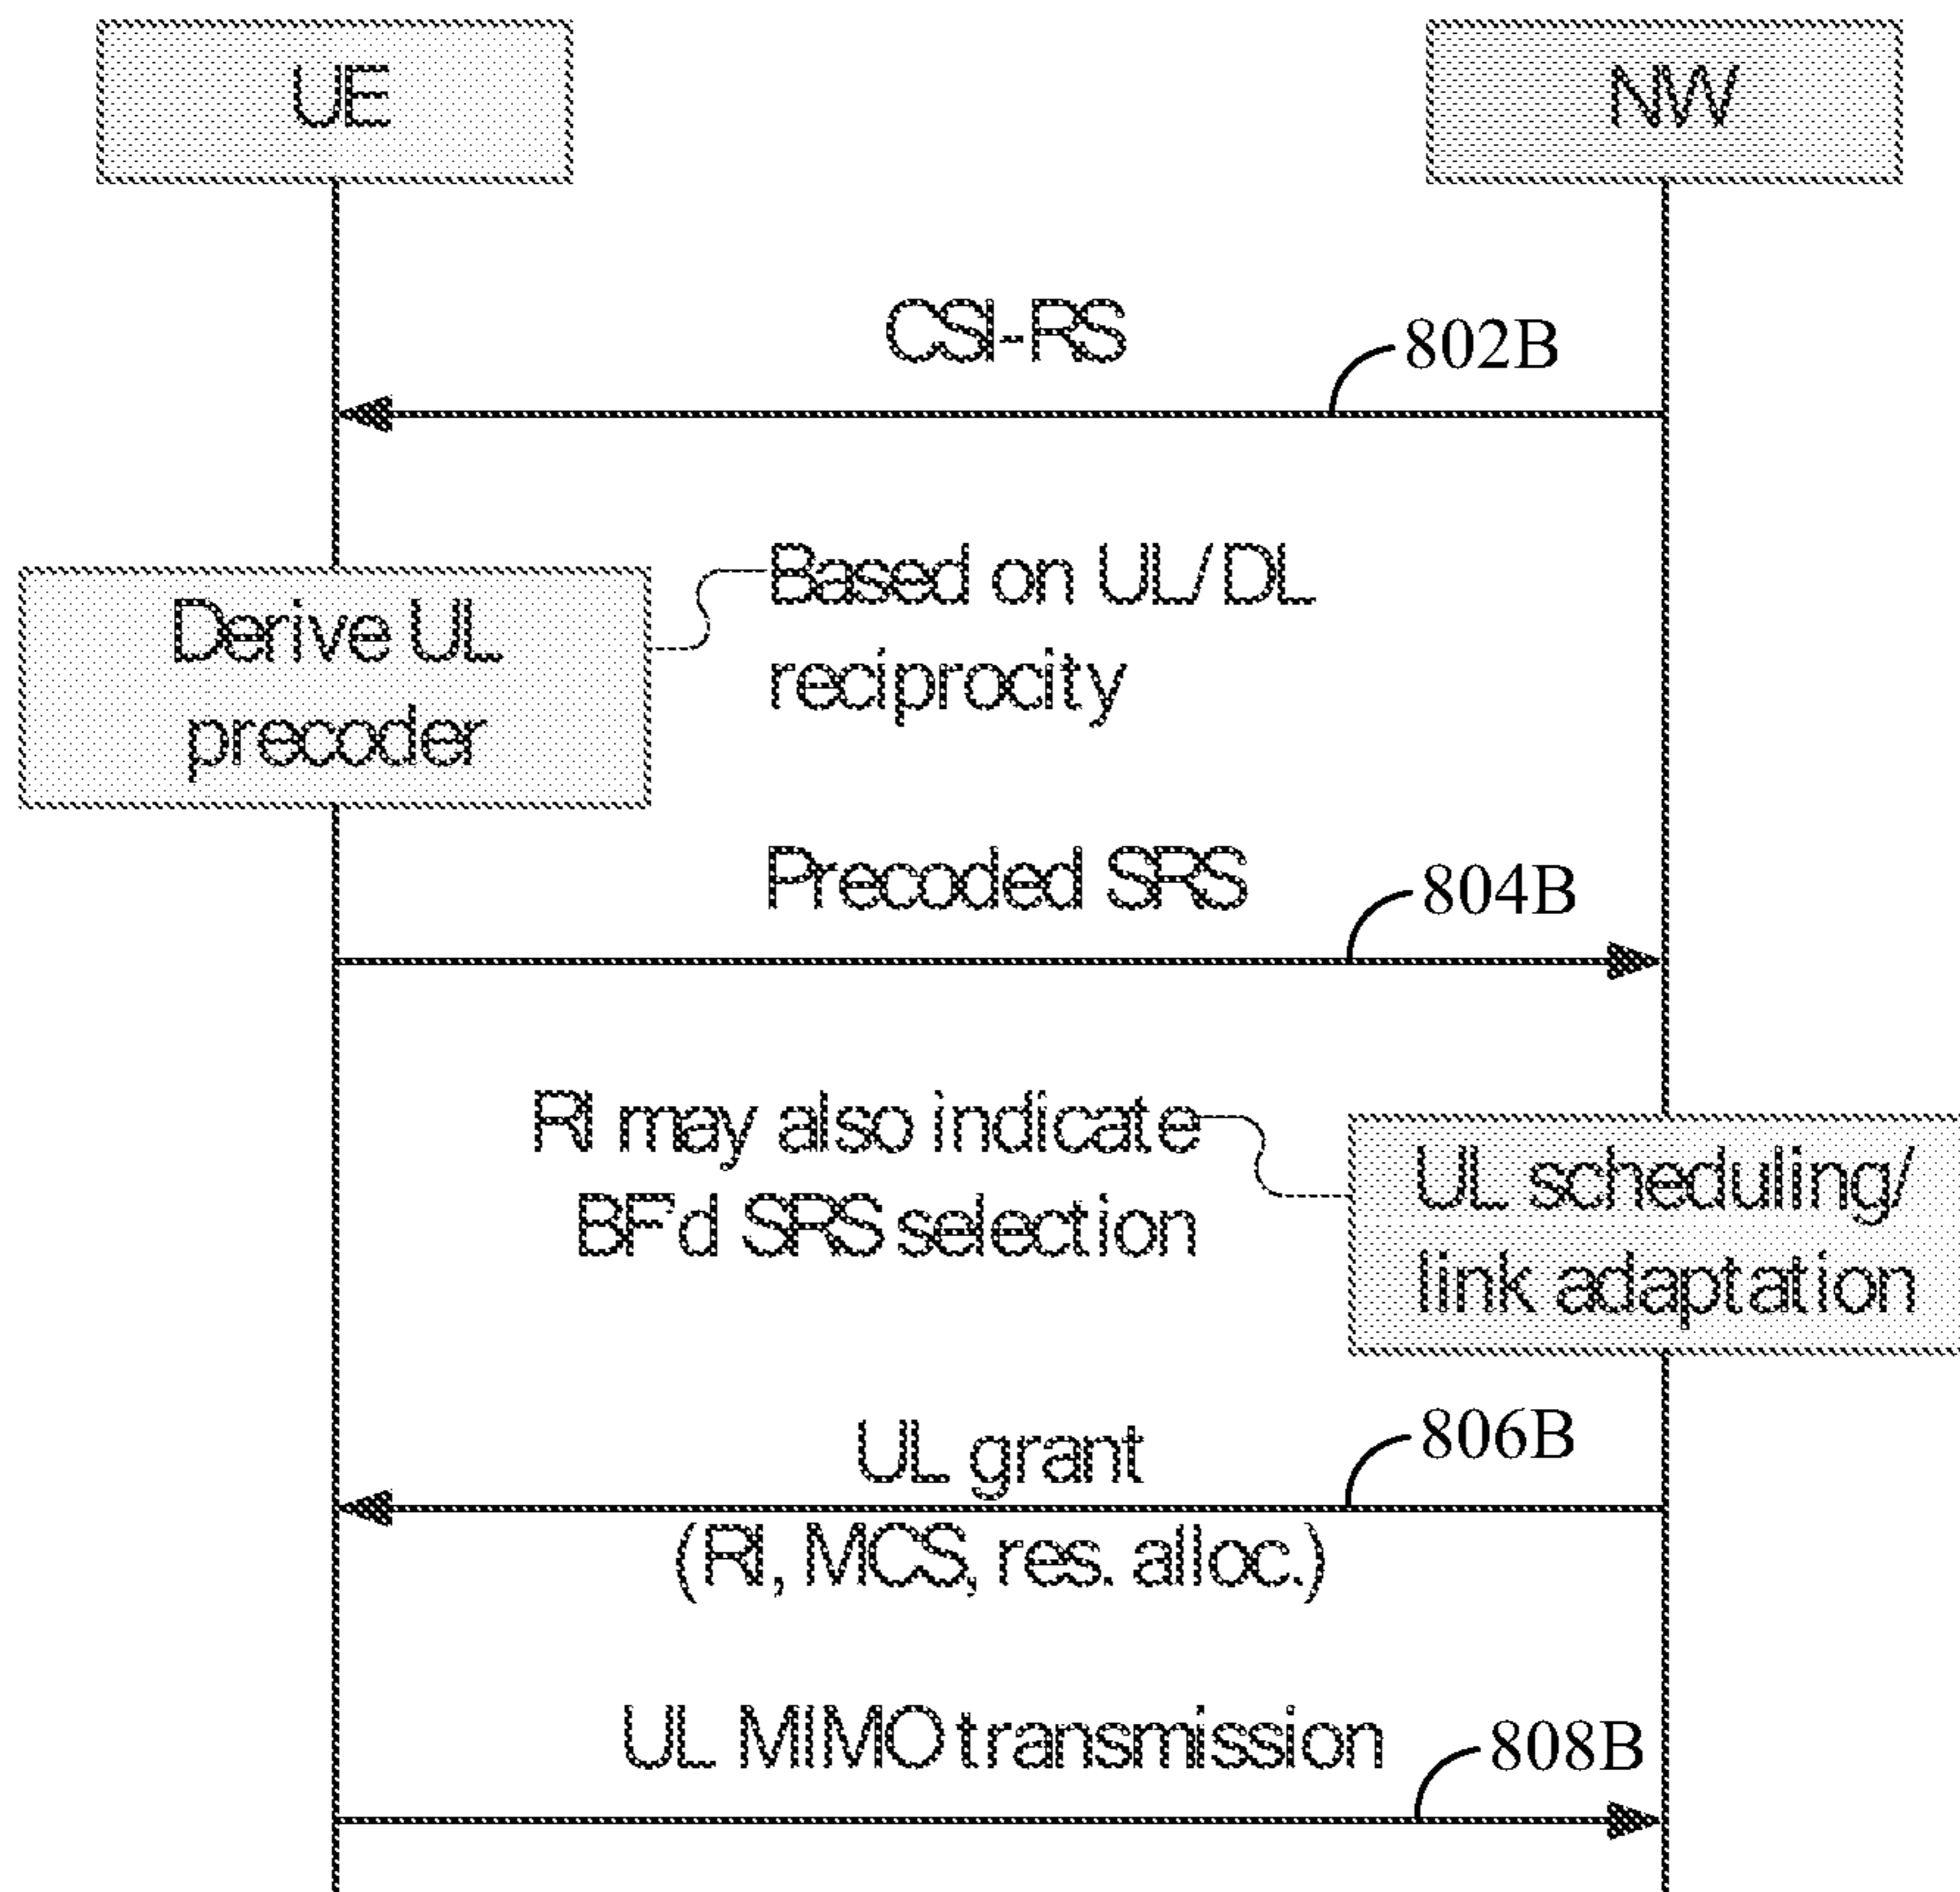 UE
NW
CSI-RS
802B
Based on UL/DL
reciprocity
Derive UL
precoder
Precoded SRS
804B
RI may also indicate
BF'd SRS selection
UL scheduling/
link adaptation
UL grant
806B
(RI, MCS, res. alloc.)
UL MIMO transmission
808B